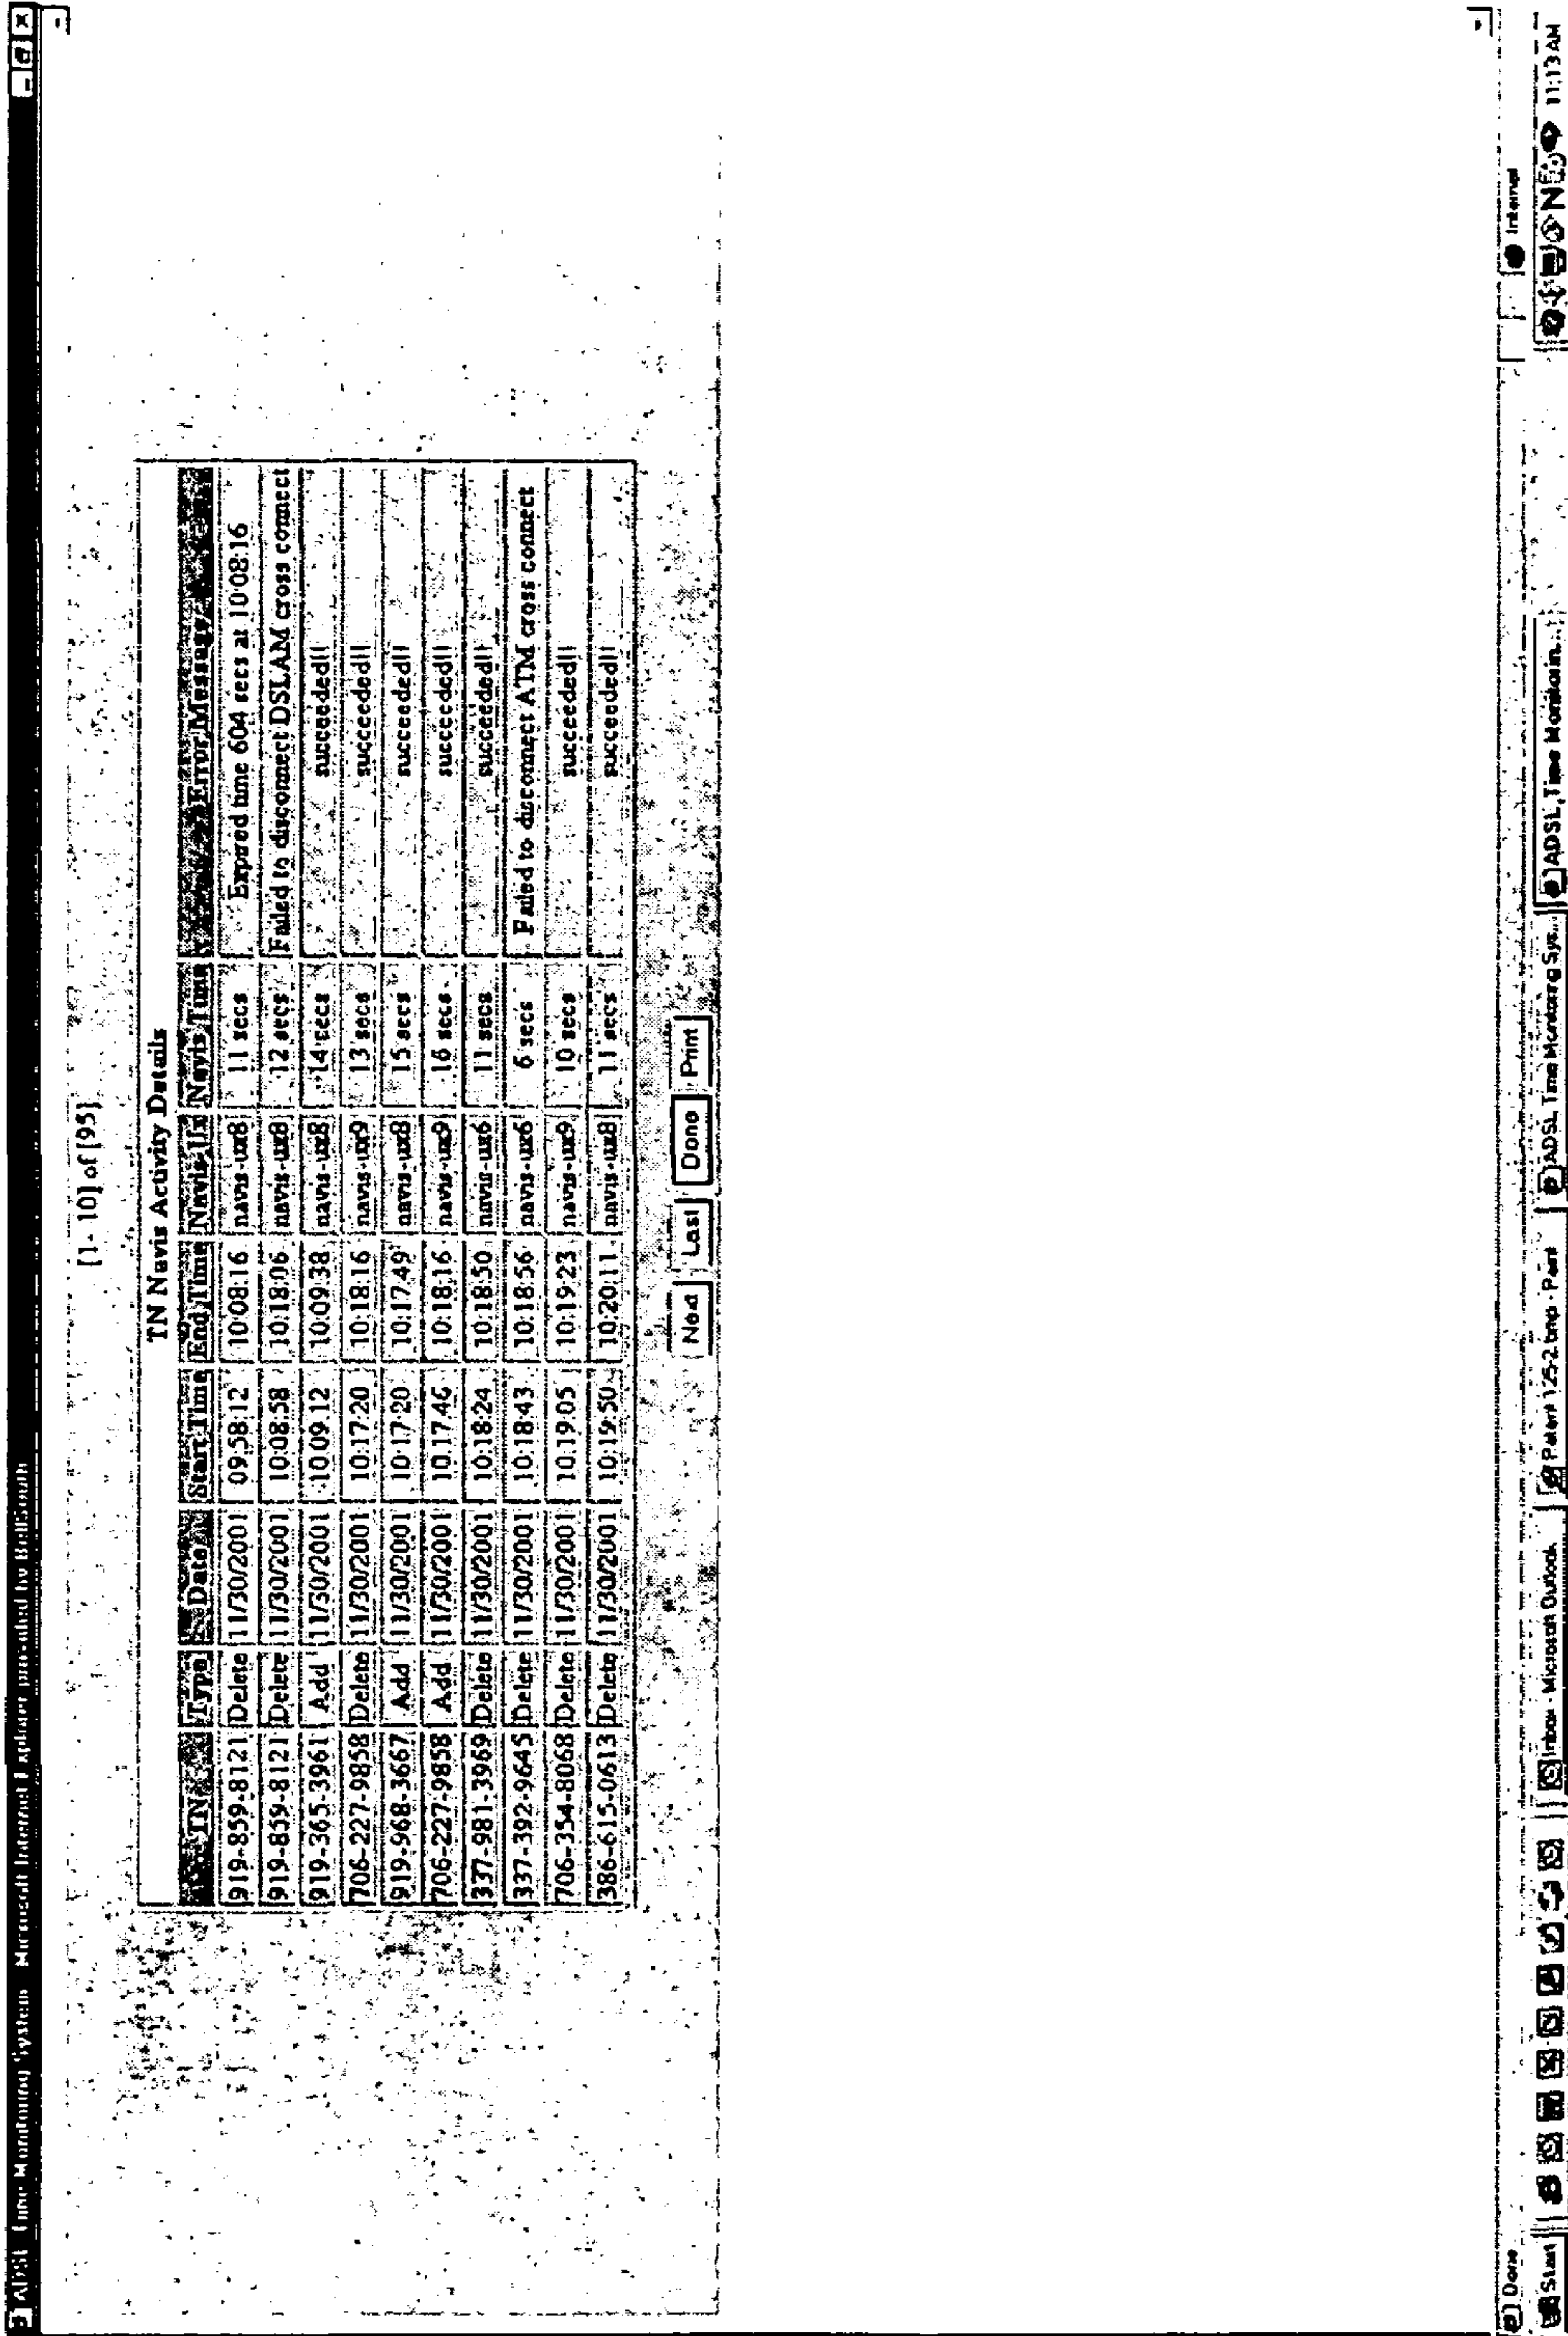 ADSL Time Monitoring System - Microsoft Internet Explorer provided by BellSouth
[1- 10] of [95]
TN Navis Activity Details
TN Type Date Start Time End Time Navis-Ux Navis Time Error Message
919-859-8121 Delete 11/30/2001 09:58:12 10:08:16 navis-ux8 11 secs Expired time 604 secs at 10:08:16
919-859-8121 Delete 11/30/2001 10:08:58 10:18:06 navis-ux8 12 secs Failed to disconnect DSLAM cross connect
919-365-3961 Add 11/30/2001 10:09:12 10:09:38 navis-ux8 14 secs succeeded!!
706-227-9858 Delete 11/30/2001 10:17:20 10:18:16 navis-ux9 13 secs succeeded!!
919-968-3667 Add 11/30/2001 10:17:20 10:17:49 navis-ux8 15 secs succeeded!!
706-227-9858 Add 11/30/2001 10:17:46 10:18:16 navis-ux9 16 secs succeeded!!
337-981-3969 Delete 11/30/2001 10:18:24 10:18:50 navis-ux6 11 secs succeeded!!
337-392-9645 Delete 11/30/2001 10:18:43 10:18:56 navis-ux6 6 secs Failed to disconnect ATM cross connect
706-354-8068 Delete 11/30/2001 10:19:05 10:19:23 navis-ux9 10 secs succeeded!!
386-615-0613 Delete 11/30/2001 10:19:50 10:20:11 navis-ux8 11 secs succeeded!!
Next Last Done Print
Done Internet
Start Inbox - Microsoft Outlook Patent 125-2.bmp - Paint ADSL Time Monitoring Sys... ADSL Time Monitorin... 11:13 AM